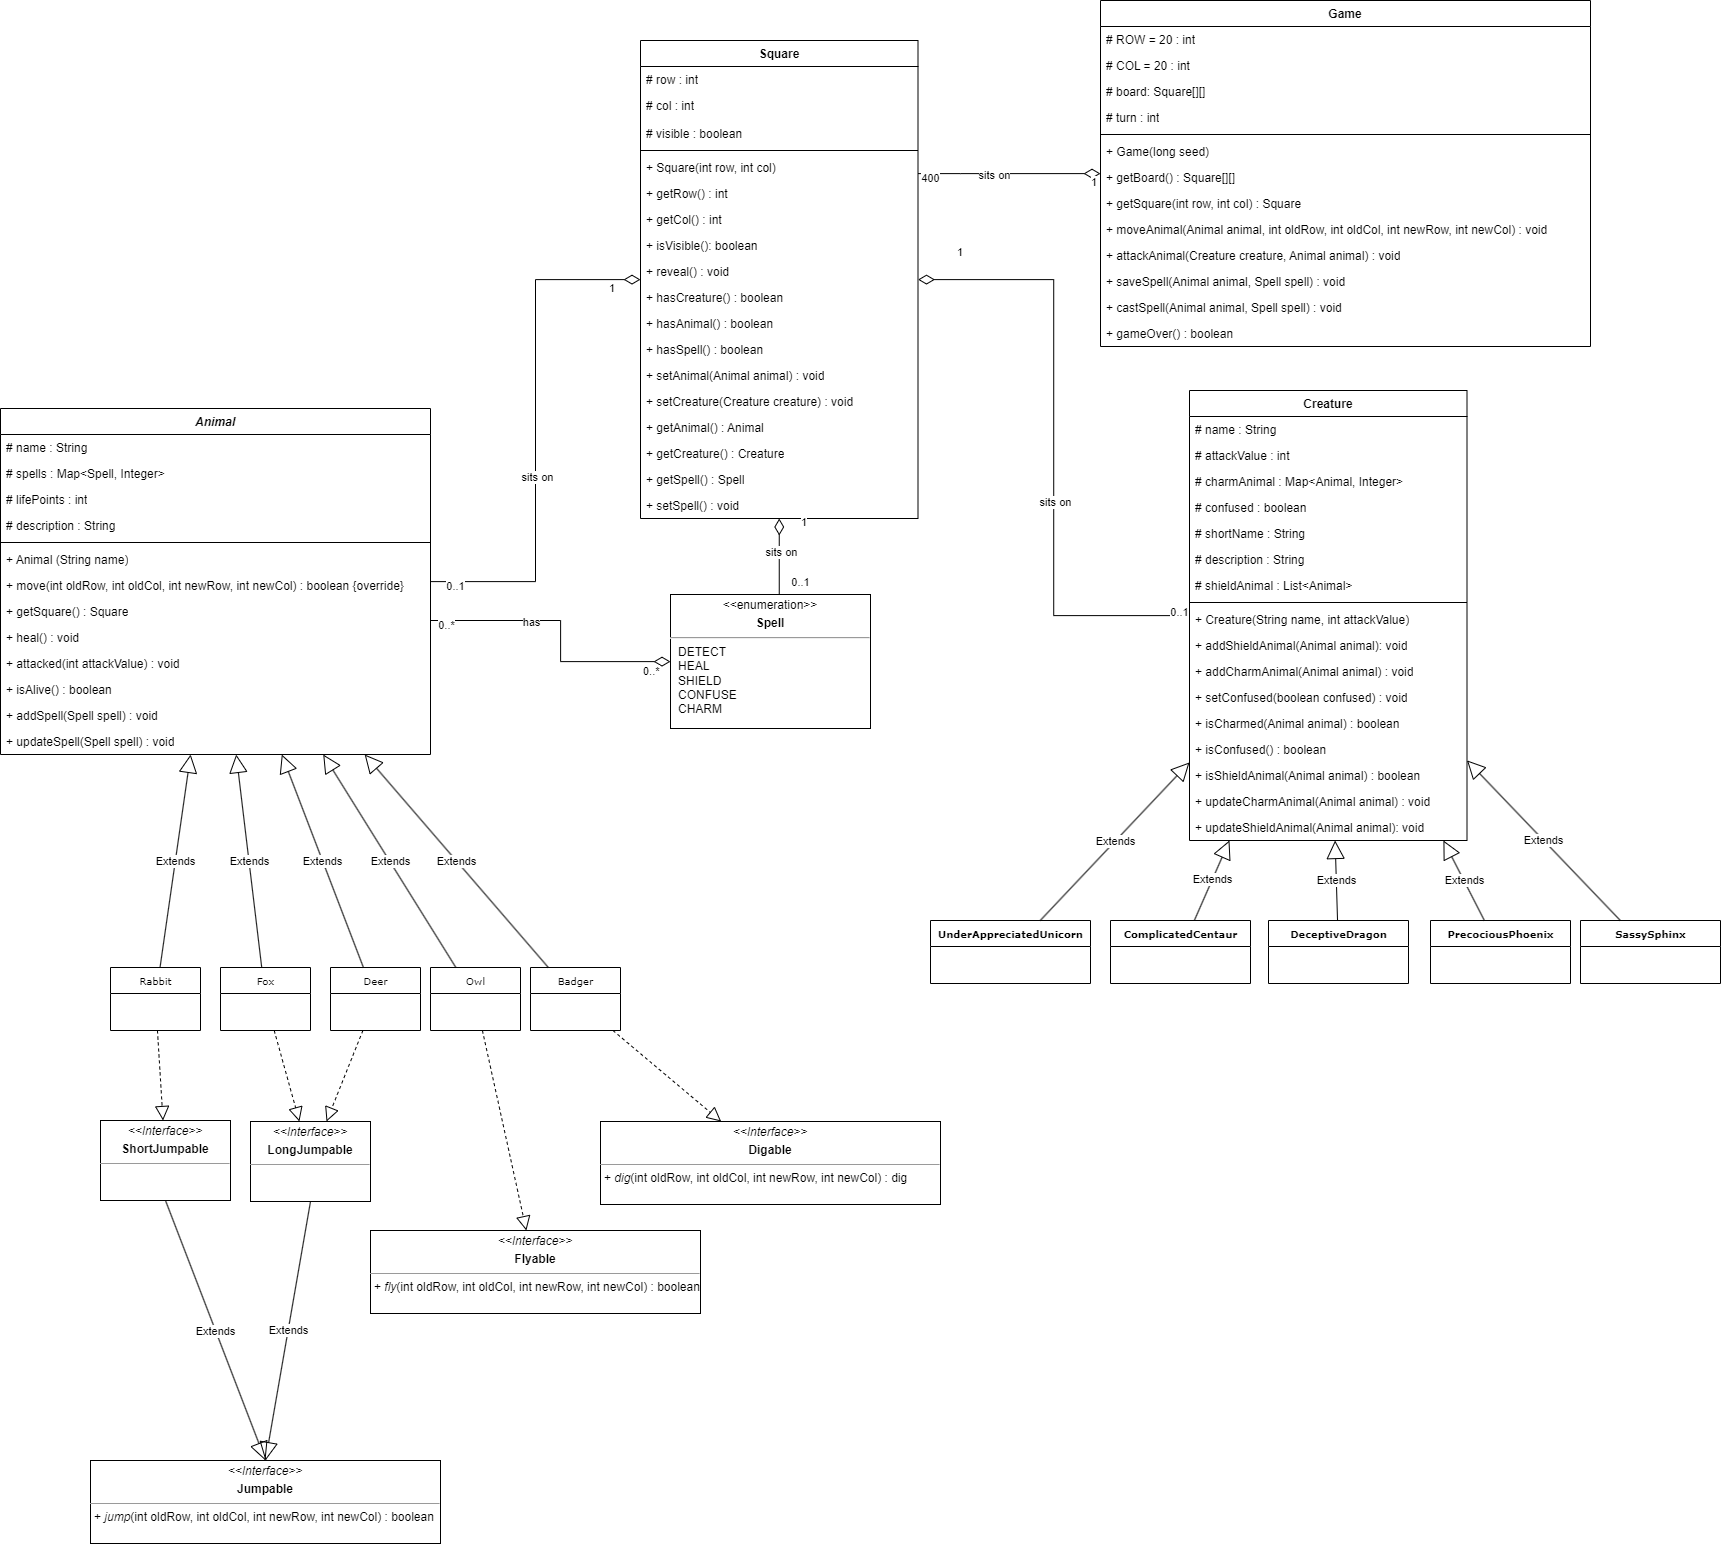 Game
# ROW = 20 : int
# COL = 20 : int
# board: Square[][]
# turn : int
+ Game(long seed)
+ getBoard() : Square[][]
+ getSquare(int row, int col) : Square
+ moveAnimal(Animal animal, int oldRow, int oldCol, int newRow, int newCol) : void
+ attackAnimal(Creature creature, Animal animal) : void
+ saveSpell(Animal animal, Spell spell) : void
+ castSpell(Animal animal, Spell spell) : void
+ gameOver() : boolean
Square
# row : int
# col : int
# visible : boolean
+ Square(int row, int col)
+ getRow() : int
+ getCol() : int
+ isVisible(): boolean
+ reveal() : void
+ hasCreature() : boolean
+ hasAnimal() : boolean
+ hasSpell() : boolean
+ setAnimal(Animal animal) : void
+ setCreature(Creature creature) : void
+ getAnimal() : Animal
+ getCreature() : Creature
+ getSpell() : Spell
+ setSpell() : void
400
sits on
1
1
sits on
0..1
1
sits on
0..1
1
sits on
0..1
Animal
# name : String
# spells : Map<Spell, Integer>
# lifePoints : int
# description : String
+ Animal (String name)
+ move(int oldRow, int oldCol, int newRow, int newCol) : boolean {override}
+ getSquare() : Square
+ heal() : void
+ attacked(int attackValue) : void
+ isAlive() : boolean
+ addSpell(Spell spell) : void
+ updateSpell(Spell spell) : void
0..*
has
0..*
<<enumeration>>
Spell
DETECT
HEAL
SHIELD
CONFUSE
CHARM
Creature
# name : String
# attackValue : int
# charmAnimal : Map<Animal, Integer>
# confused : boolean
# shortName : String
# description : String
# shieldAnimal : List<Animal>
+ Creature(String name, int attackValue)
+ addShieldAnimal(Animal animal): void
+ addCharmAnimal(Animal animal) : void
+ setConfused(boolean confused) : void
+ isCharmed(Animal animal) : boolean
+ isConfused() : boolean
+ isShieldAnimal(Animal animal) : boolean
+ updateCharmAnimal(Animal animal) : void
+ updateShieldAnimal(Animal animal): void
Extends
Extends
Extends
Extends
Extends
UnderAppreciatedUnicorn
ComplicatedCentaur
DeceptiveDragon
PrecociousPhoenix
SassySphinx
Extends
Extends
Extends
Extends
Extends
Rabbit
Fox
Deer
Owl
Badger
<<Interface>>
ShortJumpable
<<Interface>>
LongJumpable
<<Interface>>
Digable
+ dig(int oldRow, int oldCol, int newRow, int newCol) : dig
<<Interface>>
Flyable
+ fly(int oldRow, int oldCol, int newRow, int newCol) : boolean
Extends
Extends
<<Interface>>
Jumpable
+ jump(int oldRow, int oldCol, int newRow, int newCol) : boolean